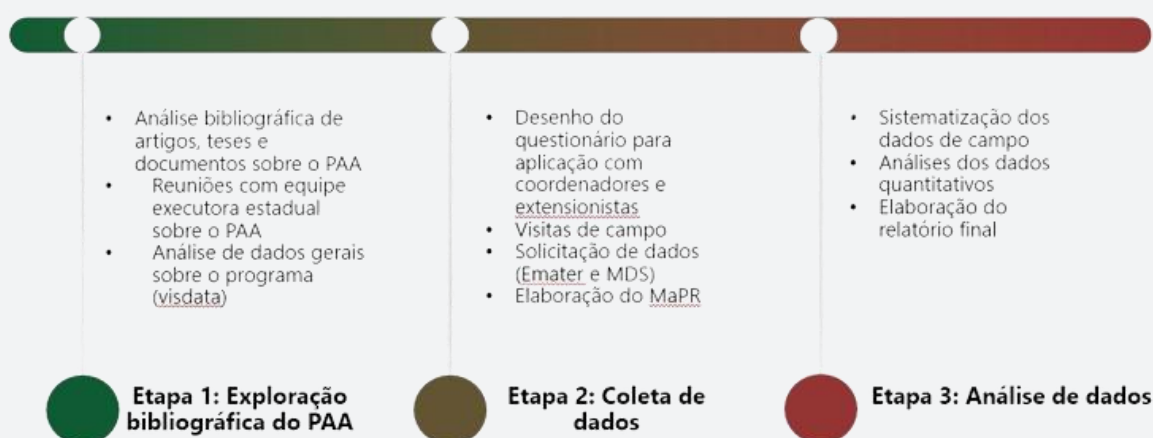 • Análise bibliográfica de
artigos, teses e
documentos sobre o PAA
• Reuniões com equipe
executora estadual
sobre o PAA
• Análise de dados gerais
sobre o programa
(visdata)
Etapa 1: Exploração
bibliográfica do PAA
• Desenho do
questionário para
aplicação com
coordenadores e
extensionistas
• Visitas de campo
• Solicitação de dados
(Emater e MDS)
• Elaboração do MaPR
Etapa 2: Coleta de
dados
• Sistematização dos
dados de campo
• Análises dos dados
quantitativos
• Elaboração do
relatório final
Etapa 3: Análise de dados